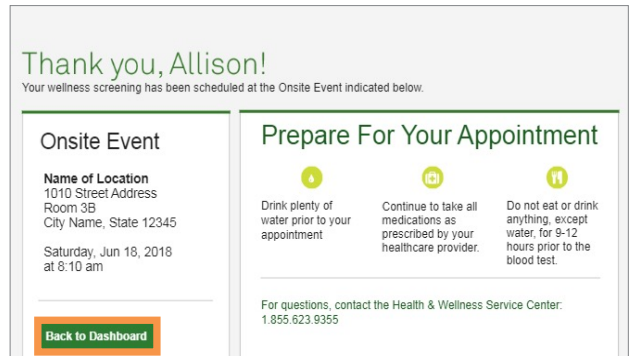 Thank you, Allison!
Your wellness screening has been scheduled at the Onsite Event indicated below.
Onsite Event
Name of Location
1010 Street Address
Room 3B
City Name, State 12345
Saturday, Jun 18, 2018
at 8:10 am
Back to Dashboard
Prepare For Your Appointment
Drink plenty of
water prior to your
appointment
Continue to take all
medications as
prescribed by your
healthcare provider.
Do not eat or drink
anything, except
water, for 9-12
hours prior to the
blood test.
For questions, contact the Health & Wellness Service Center:
1.855.623.9355